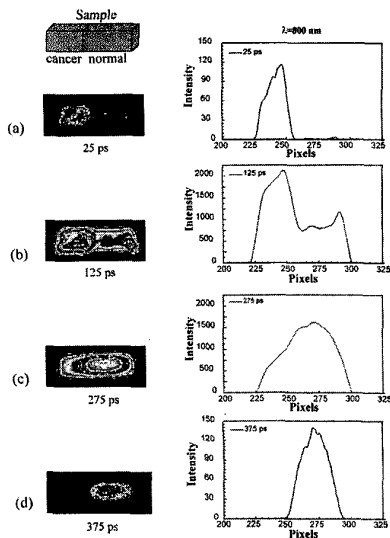 Sample
cancer normal
λ=800 nm
(a)
25 ps
Intensity
150
120
90
60
30
0
25 ps
200 225 250 275 300 325
Pixels
(b)
125 ps
Intensity
2000
1500
1000
500
0
125 ps
200 225 250 275 300 325
Pixels
(c)
275 ps
Intensity
2000
1500
1000
500
0
275 ps
200 225 250 275 300 325
Pixels
(d)
375 ps
Intensity
150
120
90
60
30
0
375 ps
200 225 250 275 300 325
Pixels